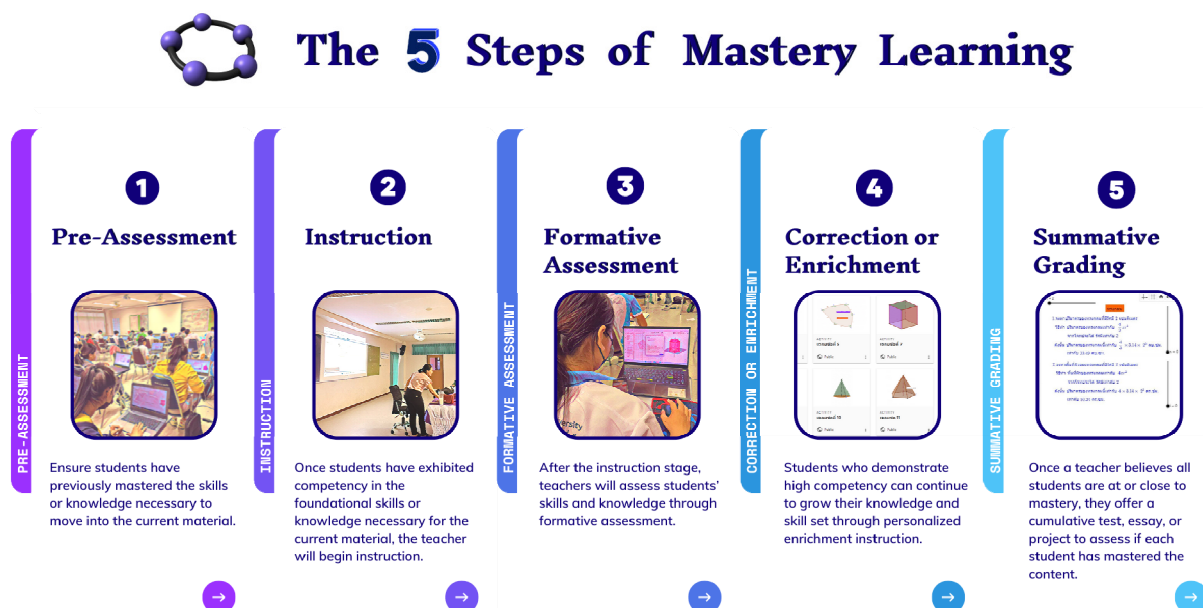 The 5 Steps of Mastery Learning
PRE-ASSESSMENT
1
Pre-Assessment
Ensure students have
previously mastered the skills
or knowledge necessary to
move into the current material.
INSTRUCTION
2
Instruction
Once students have exhibited
competency in the
foundational skills or
knowledge necessary for the
current material, the teacher
will begin instruction.
FORMATIVE ASSESSMENT
3
Formative
Assessment
After the instruction stage,
teachers will assess students'
skills and knowledge through
formative assessment.
CORRECTION OR ENRICHMENT
4
Correction or
Enrichment
Public
Public
Public
Public
Students who demonstrate
high competency can continue
to grow their knowledge and
skill set through personalized
enrichment instruction.
SUMMATIVE GRADING
5
Summative
Grading
Once a teacher believes all
students are at or close to
mastery, they offer a
cumulative test, essay, or
project to assess if each
student has mastered the
content.